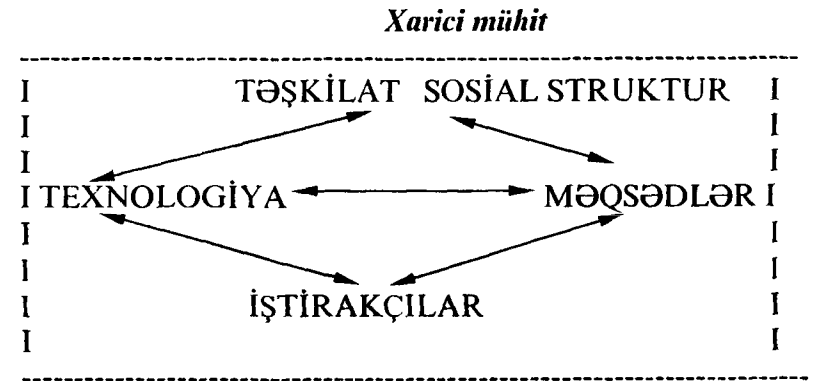 Xarici mühit
TƏŞKİLAT SOSİAL STRUKTUR
TEXNOLOGİYA MƏQSƏDLƏR
İŞTİRAKÇILAR